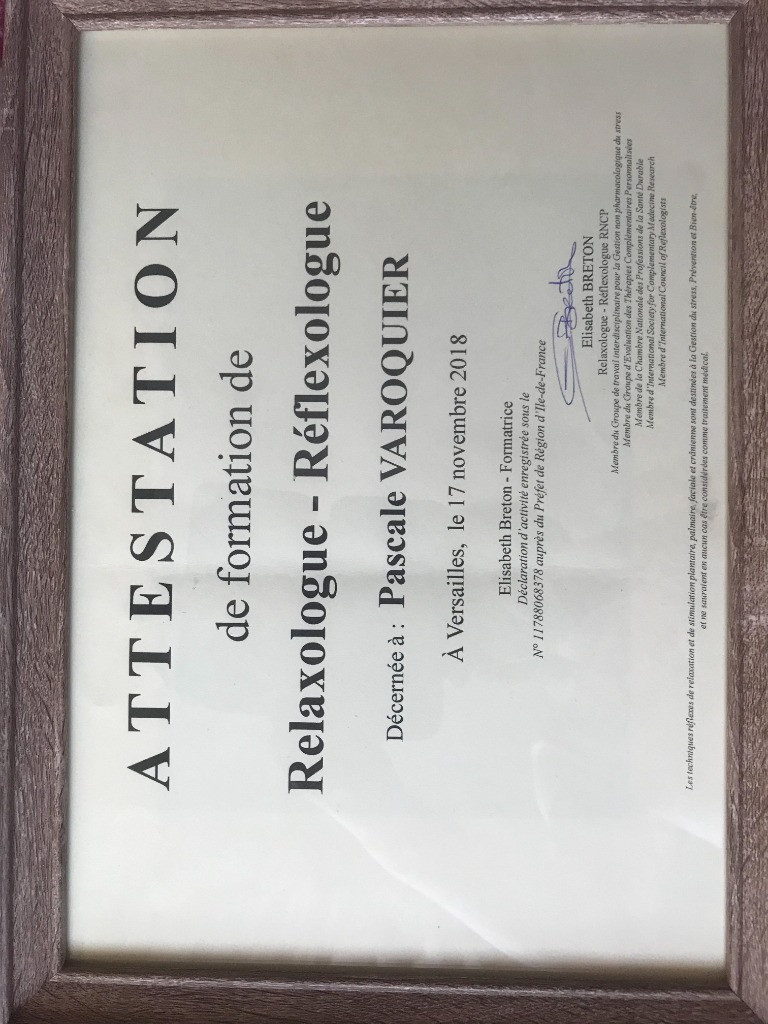 ATTESTATION
de formation de
Relaxologue - Réflexologue
Décernée à : Pascale VAROQUIER
À Versailles, le 17 novembre 2018
Elisabeth Breton - Formatrice
Déclaration d'activité enregistrée sous le
N° 11788068378 auprès du Préfet de Région d'Ile-de-France
EBreton
Elisabeth BRETON
Relaxologue - Réflexologue RNCP
Membre du Groupe de travail interdisciplinaire pour la Gestion non pharmacologique du stress
Membre du Groupe d'Evaluation des Thérapies Complémentaires Personnalisées
Membre de la Chambre Nationale des Professions de la Santé Durable
Membre d'International Society for Complementary Medecine Research
Membre d'International Council of Reflexologists
Les techniques réflexes de relaxation et de stimulation plantaire, palmaire, faciale et crânienne sont destinées à la Gestion du stress, Prévention et Bien-être,
et ne sauraient en aucun cas être considérées comme traitement médical.